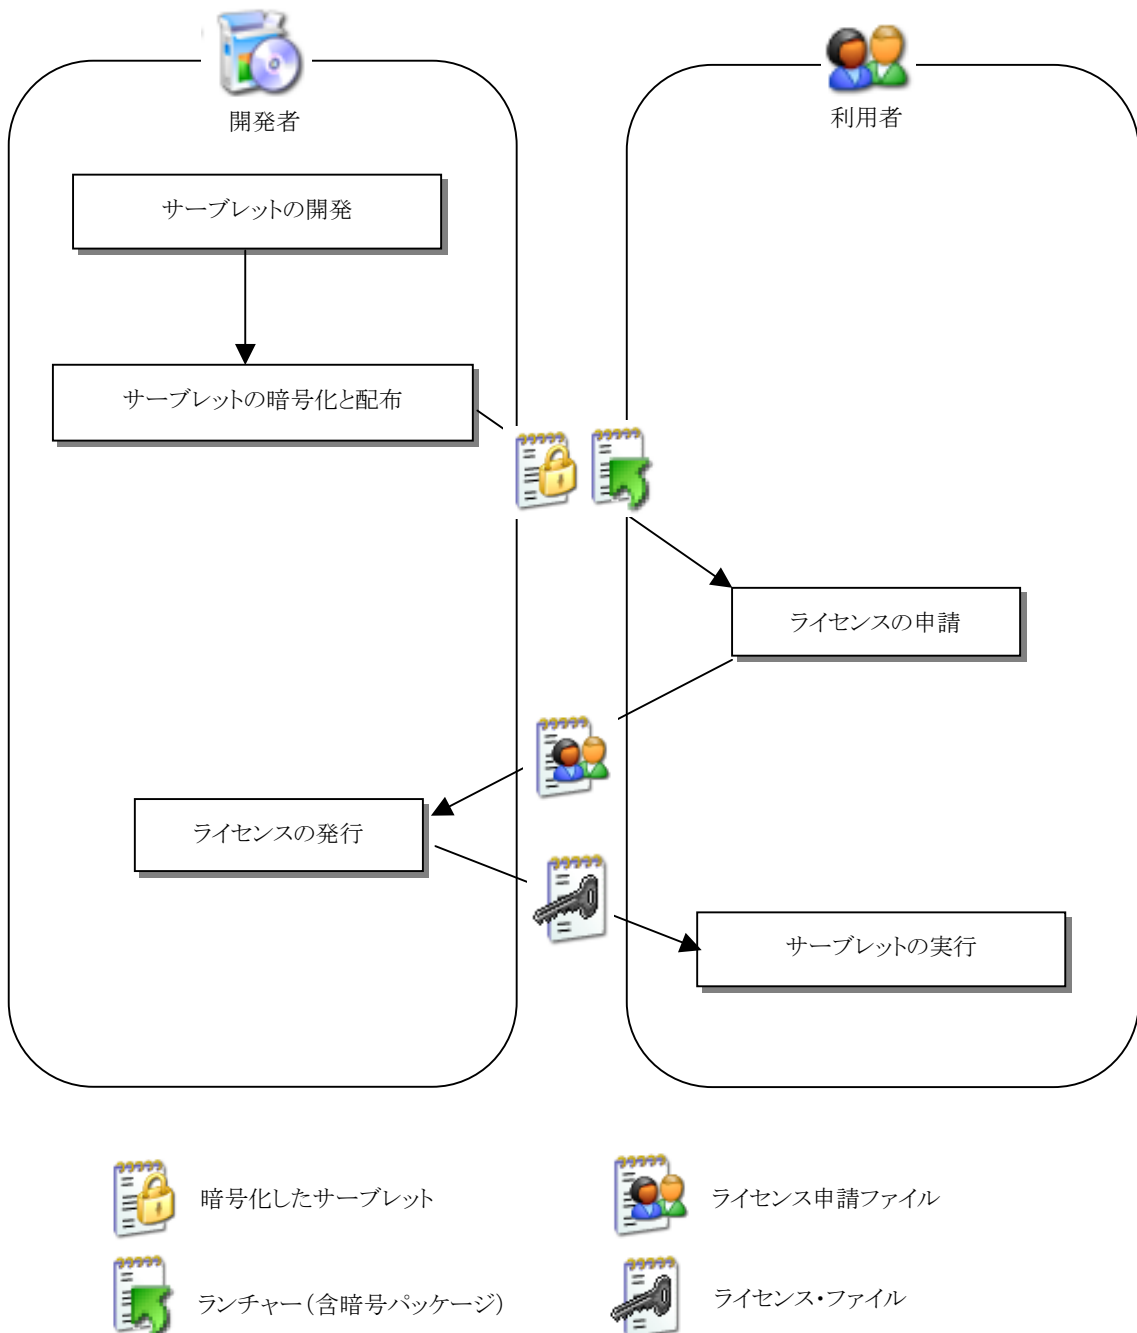 開発者
利用者
サーブレットの開発
サーブレットの暗号化と配布
ライセンスの申請
ライセンスの発行
サーブレットの実行
暗号化したサーブレット
ライセンス申請ファイル
ランチャー(含暗号パッケージ)
ライセンス・ファイル